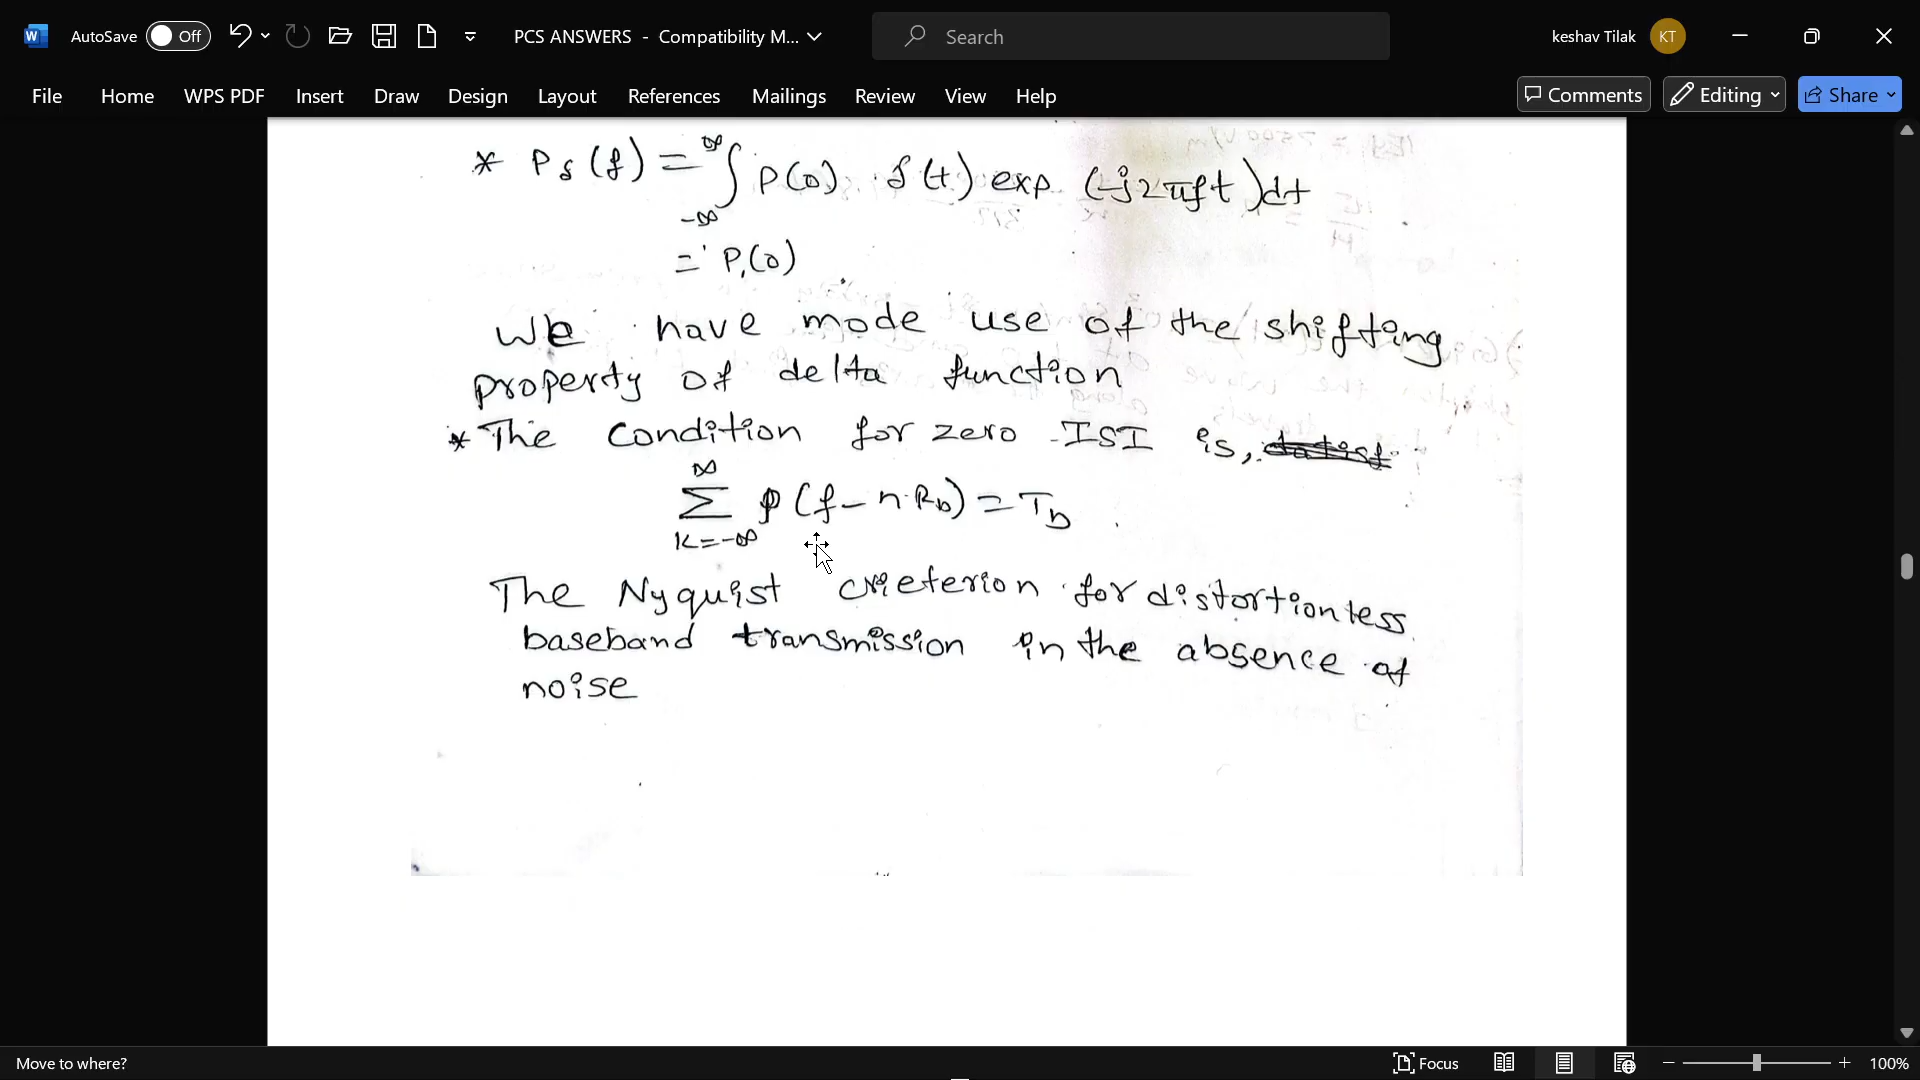 AutoSave Off PCS ANSWERS - Compatibility M... Search keshav Tilak KT
File Home WPS PDF Insert Draw Design Layout References Mailings Review View Help Comments Editing Share
* Pδ(f) = ∞∫-∞ P(0) . δ(t) exp (-j2πft)dt
= P(0)
We have mode use of the shifting
property of delta function
* The Condition for zero ISI is,
∞
Σ P(f - n.Rb) = Tb
K=-∞
The Nyquist crieterion for distortionless
baseband transmission in the absence of
noise
Move to where? Focus 100%